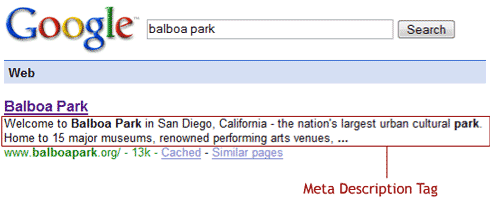 Google™
balboa park
Search
Web
Balboa Park
Welcome to Balboa Park in San Diego, California - the nation's largest urban cultural park.
Home to 15 major museums, renowned performing arts venues, ...
www.balboapark.org/ - 13k - Cached - Similar pages
Meta Description Tag